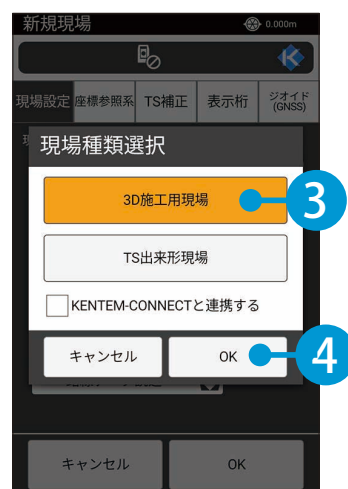 新規現場
0.000m
現場設定 座標参照系 TS補正 表示桁 ジオイド
(GNSS)
現場種類選択
3D施工用現場
3
TS出来形現場
KENTEM-CONNECTと連携する
キャンセル OK
4
キャンセル OK